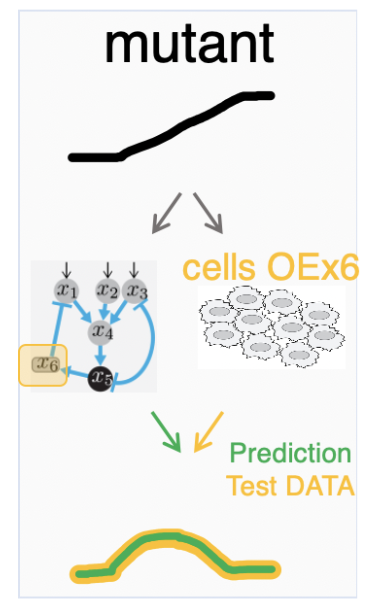 mutant
cells OEx6
x1 x2 x3
x4
x6 x5
Prediction
Test DATA